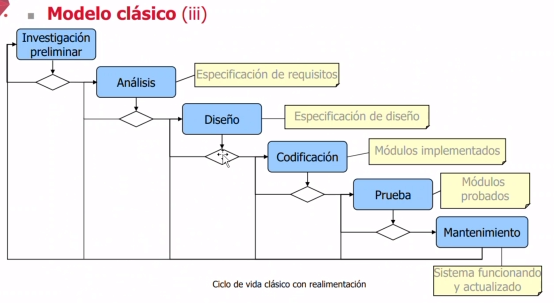 Modelo clásico (iii)
Investigación
preliminar
Análisis
Especificación de requisitos
Diseño
Especificación de diseño
Codificación
Módulos implementados
Prueba
Módulos
probados
Mantenimiento
Sistema funcionando
y actualizado
Ciclo de vida clásico con realimentación